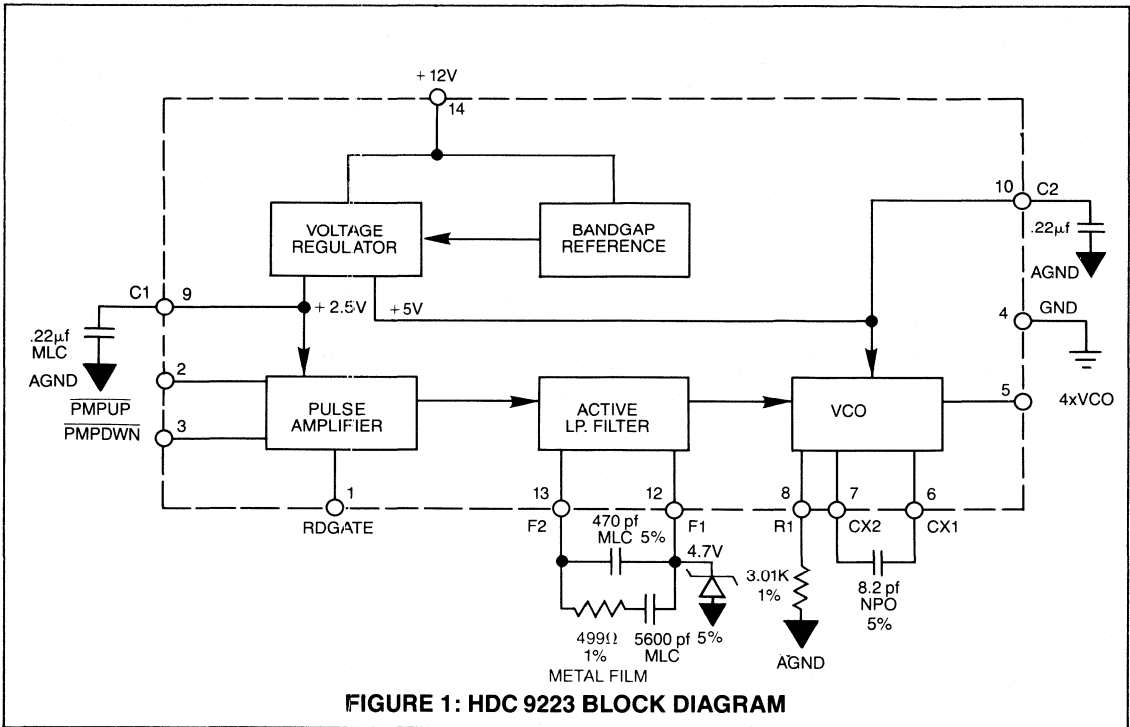 + 12V
14
10 C2
VOLTAGE
REGULATOR
BANDGAP
REFERENCE
.22µf
AGND
C1 9
+ 2.5V +5V
4 GND
.22µf
MLC
AGND
2
PMPUP
PMPDWN
3
PULSE
AMPLIFIER
ACTIVE
LP. FILTER
VCO
5
4xVCO
1
RDGATE
13
F2
12
F1
8
R1
7
CX2
6
CX1
470 pf
MLC 5%
4.7V
5%
499Ω
1%
METAL FILM
5600 pf
MLC
3.01K
1%
AGND
8.2 pf
NPO
5%
FIGURE 1: HDC 9223 BLOCK DIAGRAM